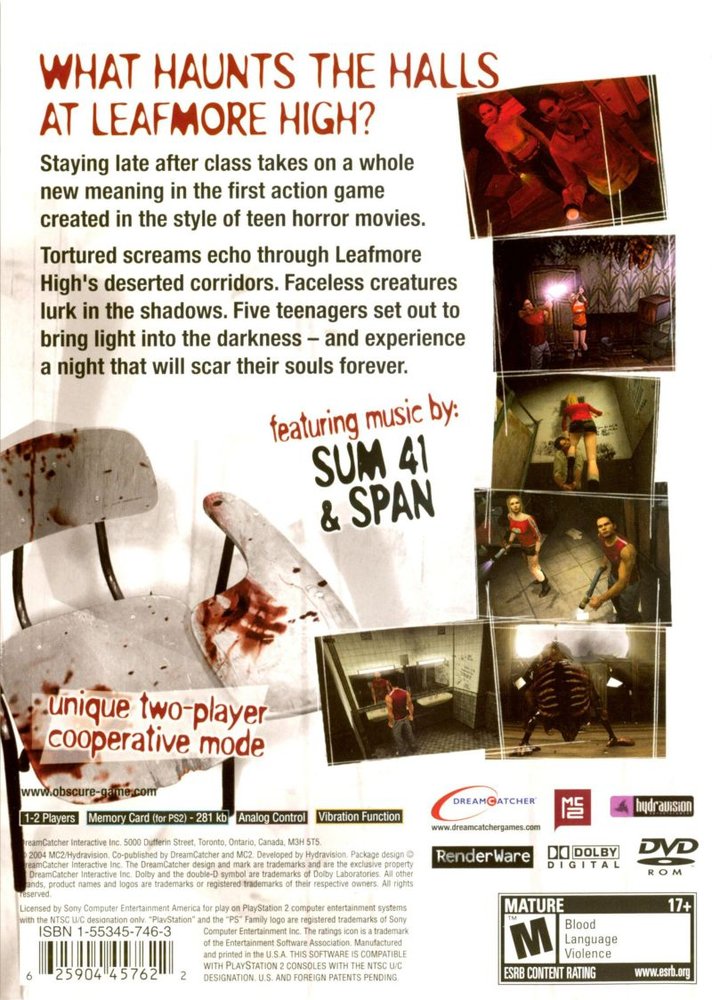 WHAT HAUNTS THE HALLS
AT LEAFMORE HIGH?
Staying late after class takes on a whole
new meaning in the first action game
created in the style of teen horror movies.
Tortured screams echo through Leafmore
High's deserted corridors. Faceless creatures
lurk in the shadows. Five teenagers set out to
bring light into the darkness – and experience
a night that will scar their souls forever.
featuring music by:
SUM 41
& SPAN
unique two-player
cooperative mode
www.obscure-game.com
1-2 Players
Memory Card (for PS2) - 281 kb
Analog Control
Vibration Function
DREAMCATCHER
www.dreamcatchergames.com
MC2
hydravision
RenderWare
DOLBY
DIGITAL
DVD
ROM
DreamCatcher Interactive Inc. 5000 Dufferin Street, Toronto, Ontario, Canada, M3H 5T5.
© 2004 MC2/Hydravision. Co-published by DreamCatcher and MC2. Developed by Hydravision. Package design ©
DreamCatcher Interactive Inc. The DreamCatcher design and mark are trademarks and are the exclusive property
of DreamCatcher Interactive Inc. Dolby and the double-D symbol are trademarks of Dolby Laboratories. All other
brands, product names and logos are trademarks or registered trademarks of their respective owners. All rights
reserved.
Licensed by Sony Computer Entertainment America for play on PlayStation 2 computer entertainment systems
with the NTSC U/C designation only. "PlayStation" and the "PS" Family logo are registered trademarks of Sony
Computer Entertainment Inc. The ratings icon is a trademark
of the Entertainment Software Association. Manufactured
and printed in the U.S.A. THIS SOFTWARE IS COMPATIBLE
WITH PLAYSTATION 2 CONSOLES WITH THE NTSC U/C
DESIGNATION. U.S. AND FOREIGN PATENTS PENDING.
ISBN 1-55345-746-3
6 25904 45762 2
MATURE 17+
M
TM
Blood
Language
Violence
ESRB CONTENT RATING www.esrb.org